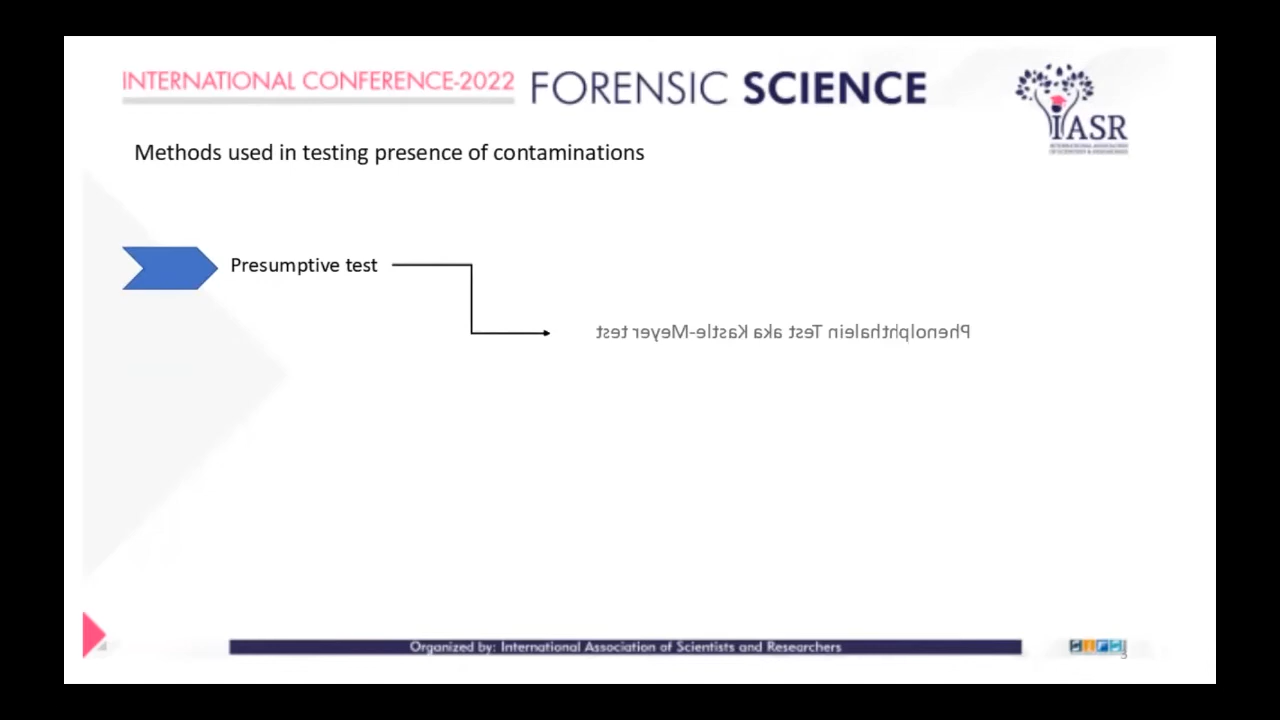 INTERNATIONAL CONFERENCE-2022 FORENSIC SCIENCE
IASR
Methods used in testing presence of contaminations
Presumptive test
Phenolphthalein Test aka Kastle-Meyer test
Organized by: International Association of Scientists and Researchers
3